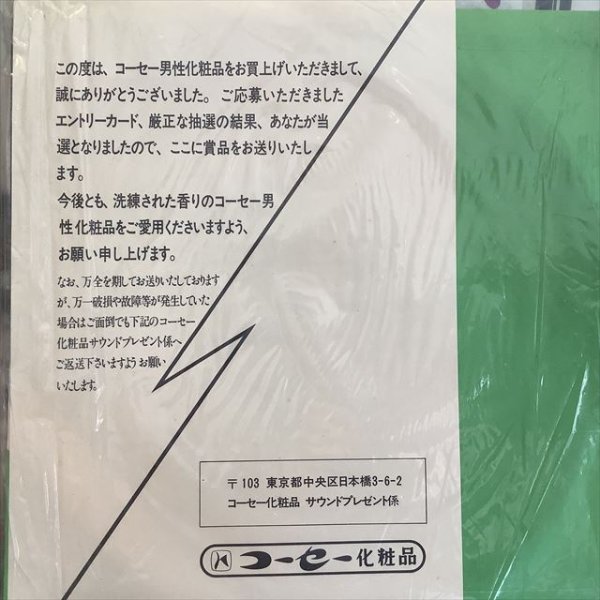 この度は、コーセー男性化粧品をお買上げいただきまして、
誠にありがとうございました。ご応募いただきました
エントリーカード、厳正な抽選の結果、あなたが当
選となりましたので、ここに賞品をお送りいたし
ます。
今後とも、洗練された香りのコーセー男
性化粧品をご愛用くださいますよう、
お願い申し上げます。
なお、万全を期してお送りいたしております
が、万一破損や故障等が発生していた
場合はご面倒でも下記のコーセー
化粧品サウンドプレゼント係へ
ご返送下さいますようお願い
いたします。
〒103 東京都中央区日本橋3-6-2
コーセー化粧品 サウンドプレゼント係
コーセー化粧品